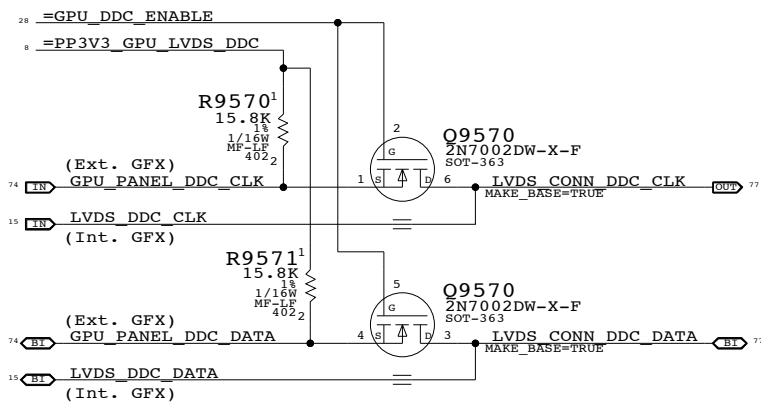 28 =GPU_DDC_ENABLE
8 =PP3V3_GPU_LVDS_DDC
R9570 1
15.8K
1%
1/16W
MF-LF
402 2
2
Q9570
2N7002DW-X-F
SOT-363
G
S D
(Ext. GFX)
74 IN GPU_PANEL_DDC_CLK 1 6 LVDS_CONN_DDC_CLK OUT 77
MAKE_BASE=TRUE
15 IN LVDS_DDC_CLK
(Int. GFX)
R9571 1
15.8K
1%
1/16W
MF-LF
402 2
5
Q9570
2N7002DW-X-F
SOT-363
G
S D
(Ext. GFX)
74 BI GPU_PANEL_DDC_DATA 4 3 LVDS_CONN_DDC_DATA BI 77
MAKE_BASE=TRUE
15 BI LVDS_DDC_DATA
(Int. GFX)